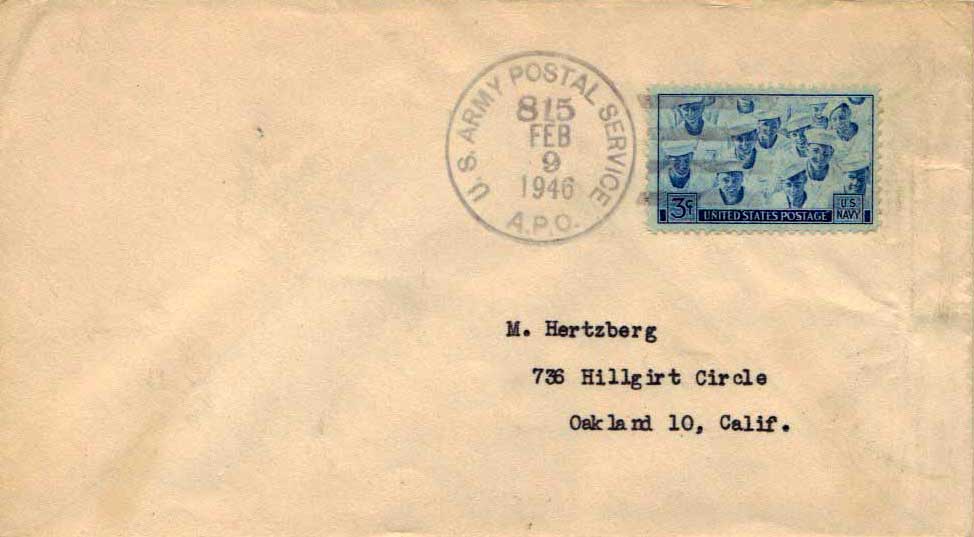 U.S. ARMY POSTAL SERVICE
815
FEB
9
1946
A.P.O.
3¢
UNITED STATES POSTAGE
U S
NAVY
M. Hertzberg
736 Hillgirt Circle
Oakland 10, Calif.